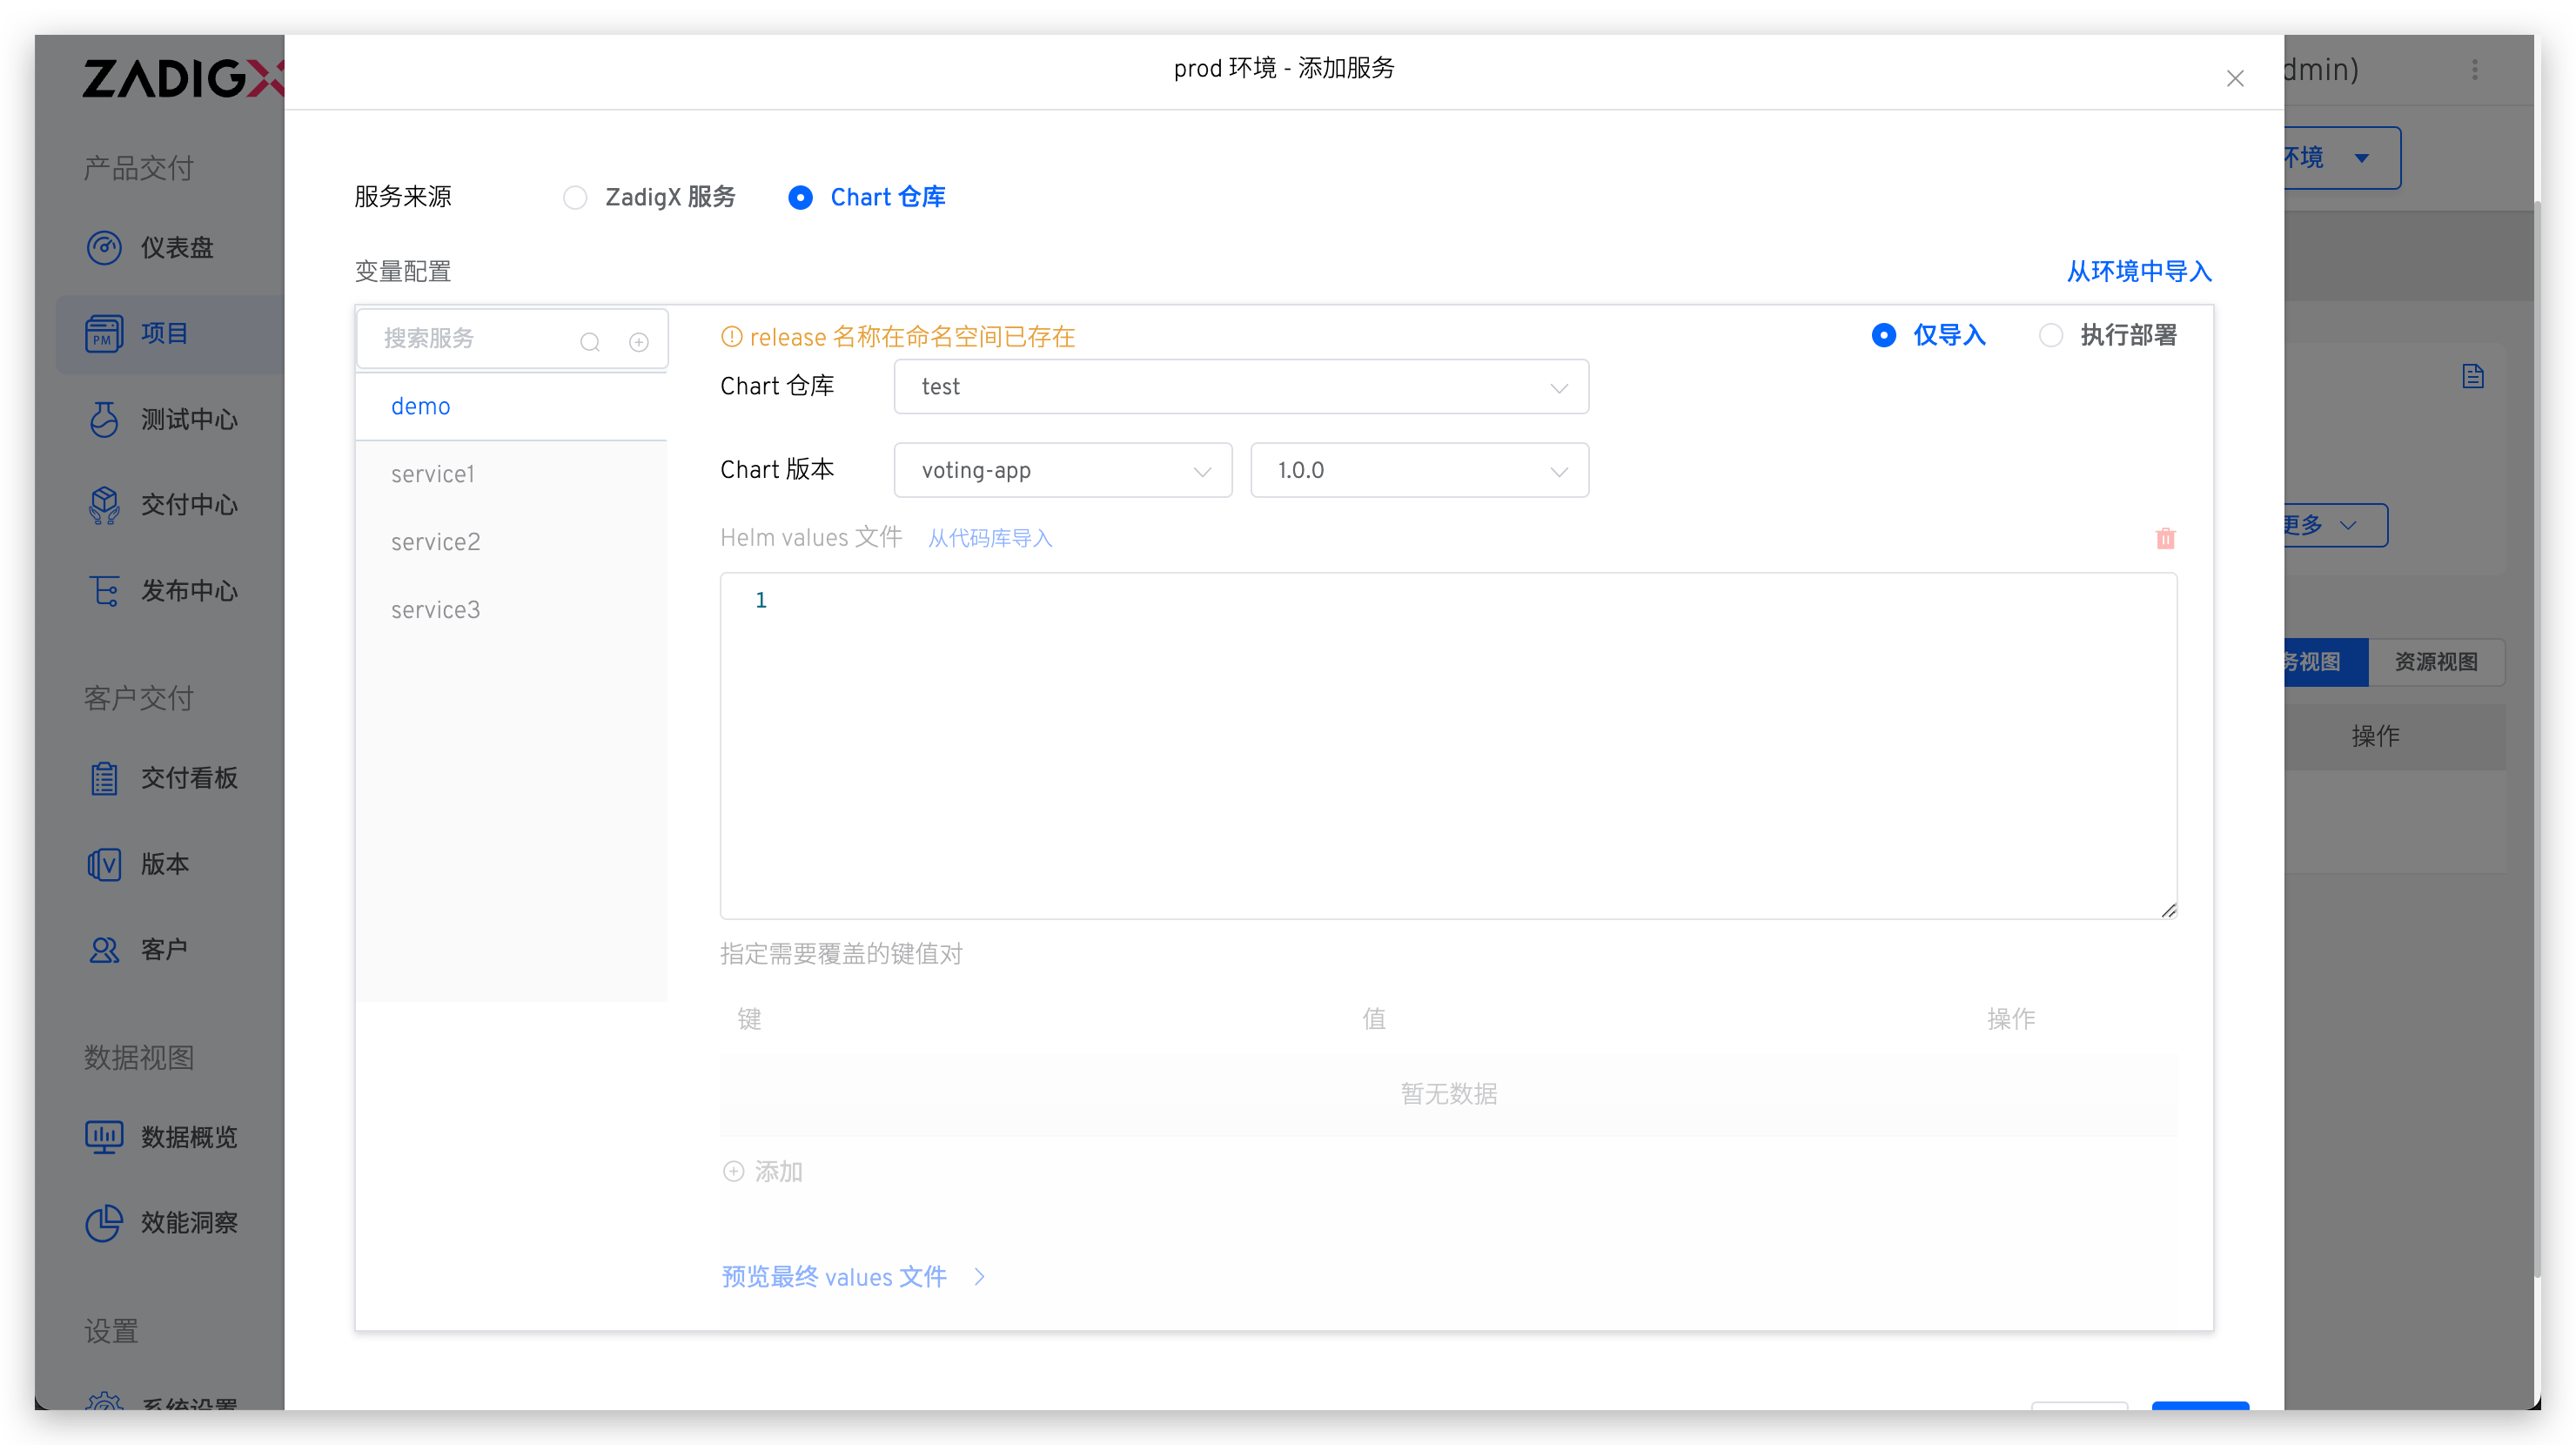 ZADIGX
产品交付
仪表盘
PM
项目
测试中心
交付中心
发布中心
客户交付
交付看板
V
版本
客户
数据视图
数据概览
效能洞察
设置
系统设置
prod 环境 - 添加服务
服务来源
ZadigX 服务
Chart 仓库
变量配置
从环境中导入
搜索服务
demo
service1
service2
service3
release 名称在命名空间已存在
仅导入
执行部署
Chart 仓库
test
Chart 版本
voting-app
1.0.0
Helm values 文件
从代码库导入
1
指定需要覆盖的键值对
键
值
操作
暂无数据
添加
预览最终 values 文件
dmin)
环境
更多
务视图
资源视图
操作